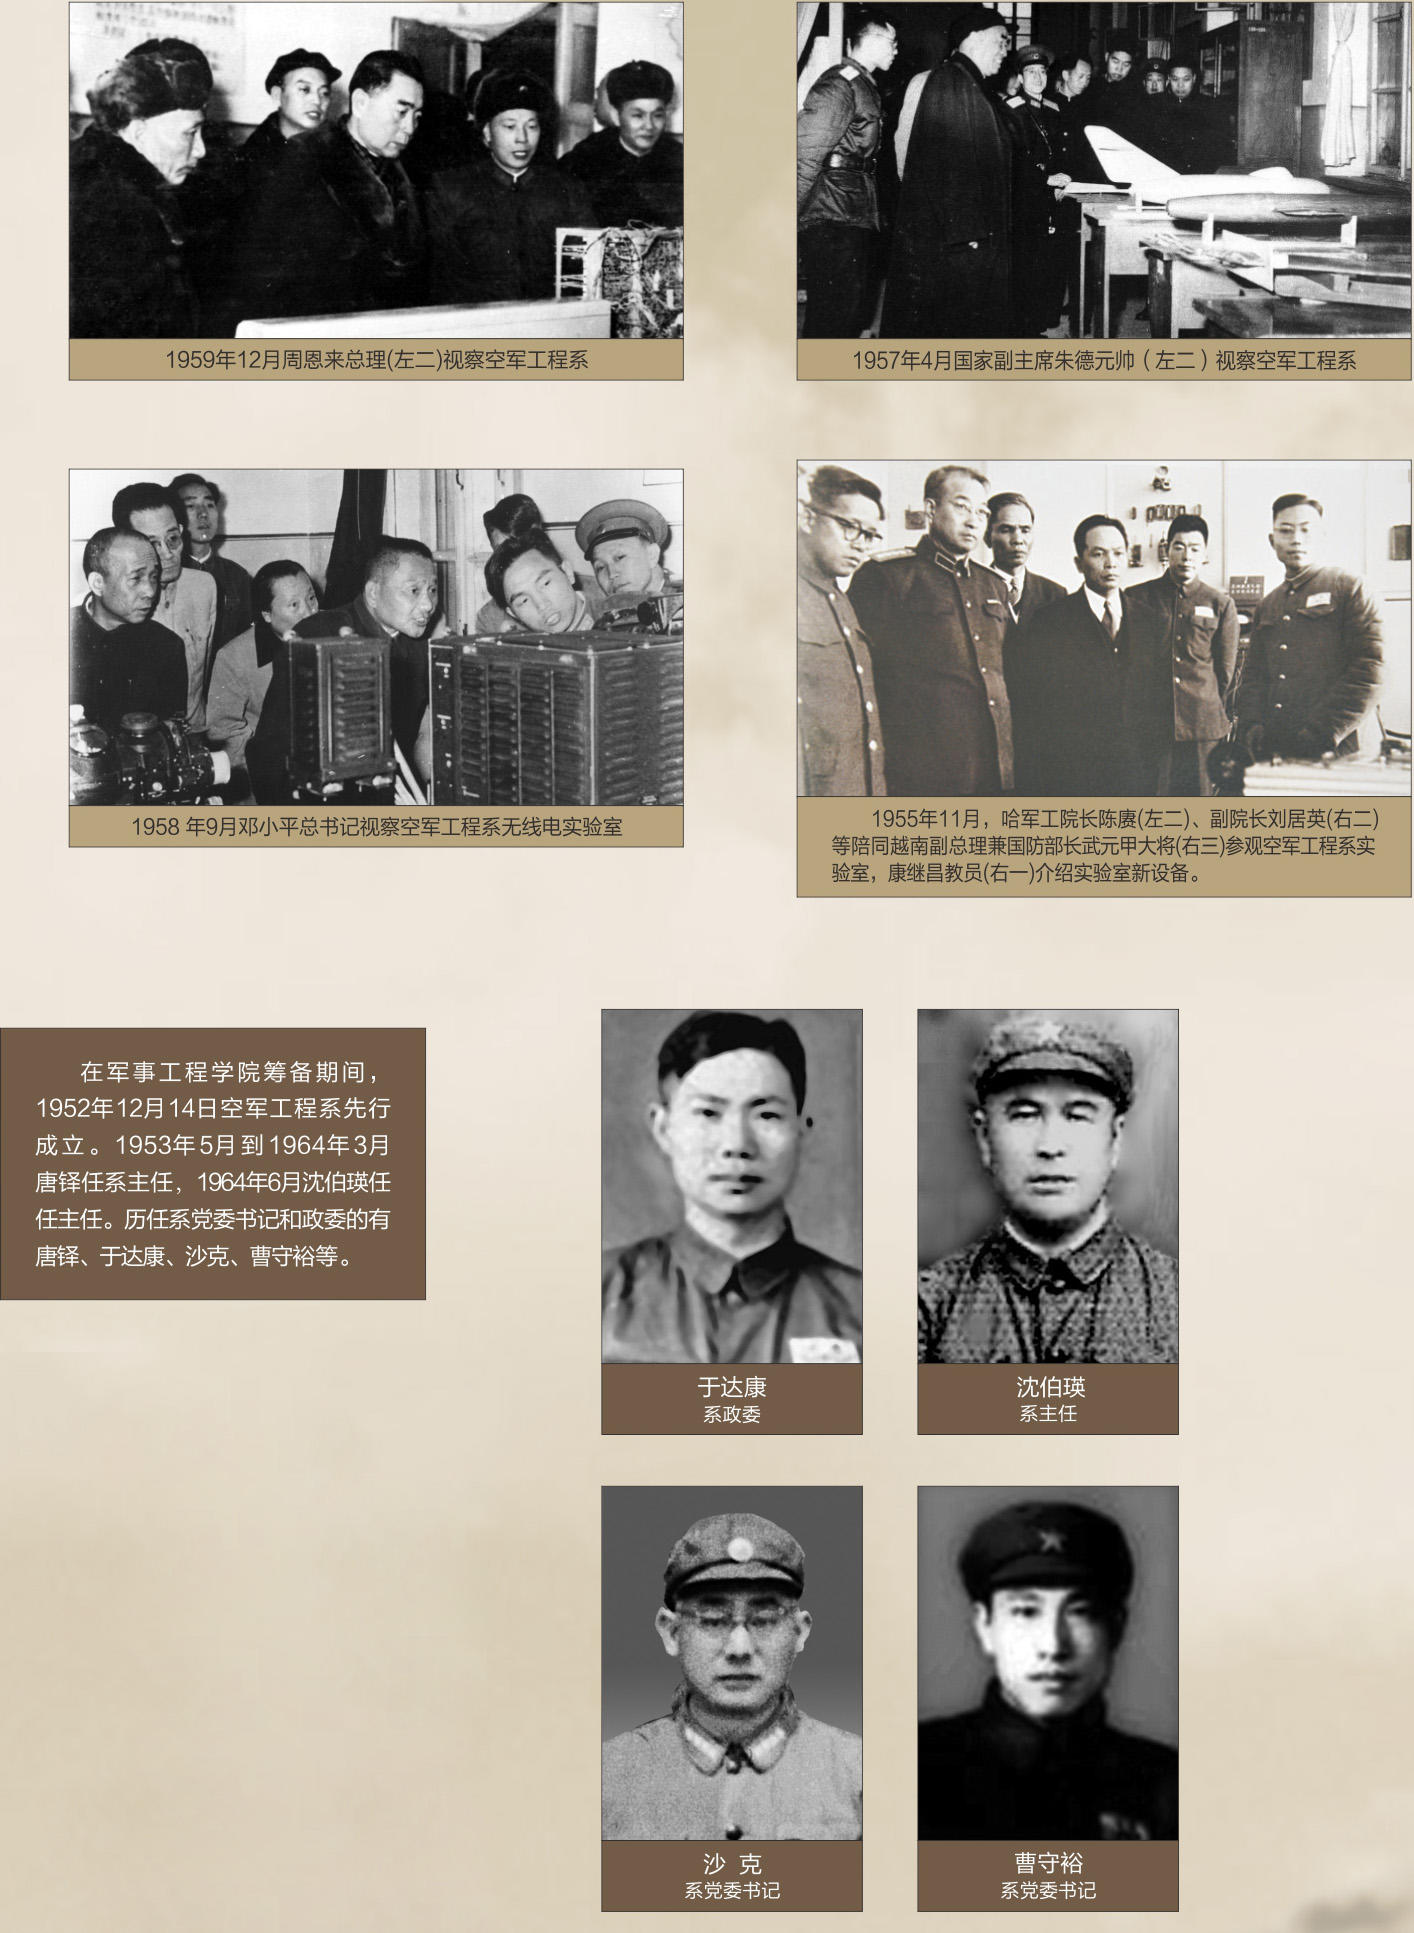 1959年12月周恩来总理(左二)视察空军工程系
1957年4月国家副主席朱德元帅（左二）视察空军工程系
1958 年9月邓小平总书记视察空军工程系无线电实验室
1955年11月，哈军工院长陈赓(左二)、副院长刘居英(右二)
等陪同越南副总理兼国防部长武元甲大将(右三)参观空军工程系实
验室，康继昌教员(右一)介绍实验室新设备。
在军事工程学院筹备期间，
1952年12月14日空军工程系先行
成立。1953年5月到1964年3月
唐铎任系主任，1964年6月沈伯瑛任
任主任。历任系党委书记和政委的有
唐铎、于达康、沙克、曹守裕等。
于达康
系政委
沈伯瑛
系主任
沙 克
系党委书记
曹守裕
系党委书记